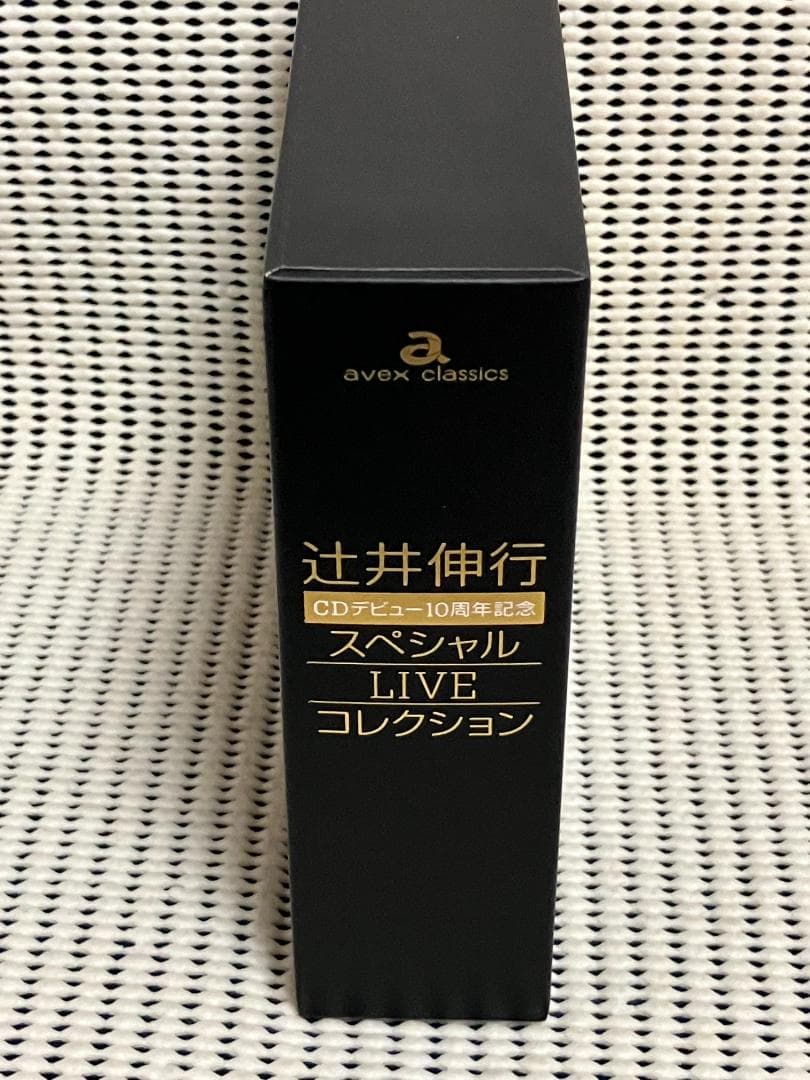 a
avex classics
辻井伸行
CDデビュー10周年記念
スペシャル
LIVE
コレクション